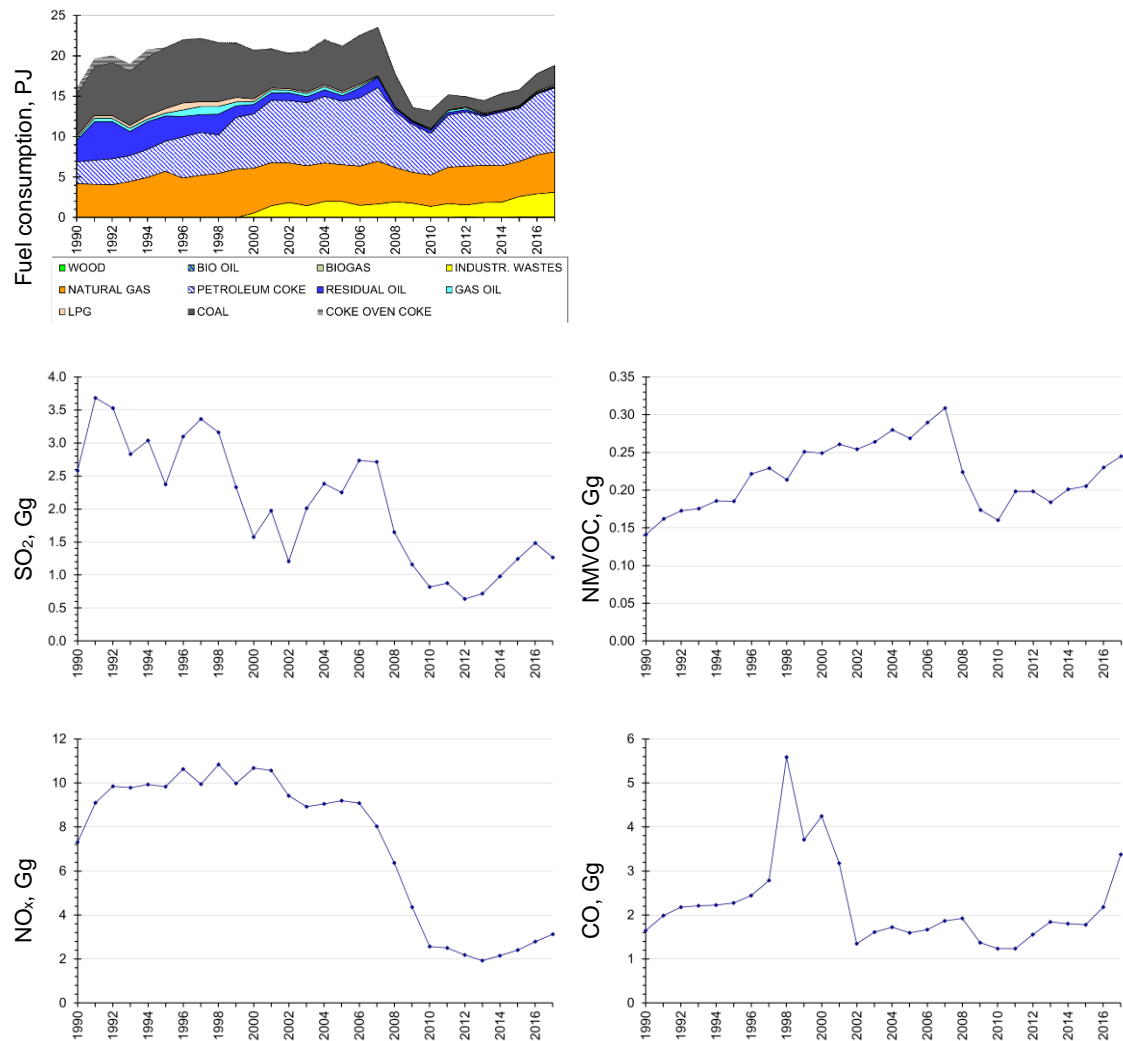 Fuel consumption, PJ
25
20
15
10
5
0
1990 1992 1994 1996 1998 2000 2002 2004 2006 2008 2010 2012 2014 2016
WOOD BIO OIL BIOGAS INDUSTR. WASTES
NATURAL GAS PETROLEUM COKE RESIDUAL OIL GAS OIL
LPG COAL COKE OVEN COKE
SO₂, Gg
4.0
3.5
3.0
2.5
2.0
1.5
1.0
0.5
0.0
1990 1992 1994 1996 1998 2000 2002 2004 2006 2008 2010 2012 2014 2016
NMVOC, Gg
0.35
0.30
0.25
0.20
0.15
0.10
0.05
0.00
1990 1992 1994 1996 1998 2000 2002 2004 2006 2008 2010 2012 2014 2016
NOₓ, Gg
12
10
8
6
4
2
0
1990 1992 1994 1996 1998 2000 2002 2004 2006 2008 2010 2012 2014 2016
CO, Gg
6
5
4
3
2
1
0
1990 1992 1994 1996 1998 2000 2002 2004 2006 2008 2010 2012 2014 2016